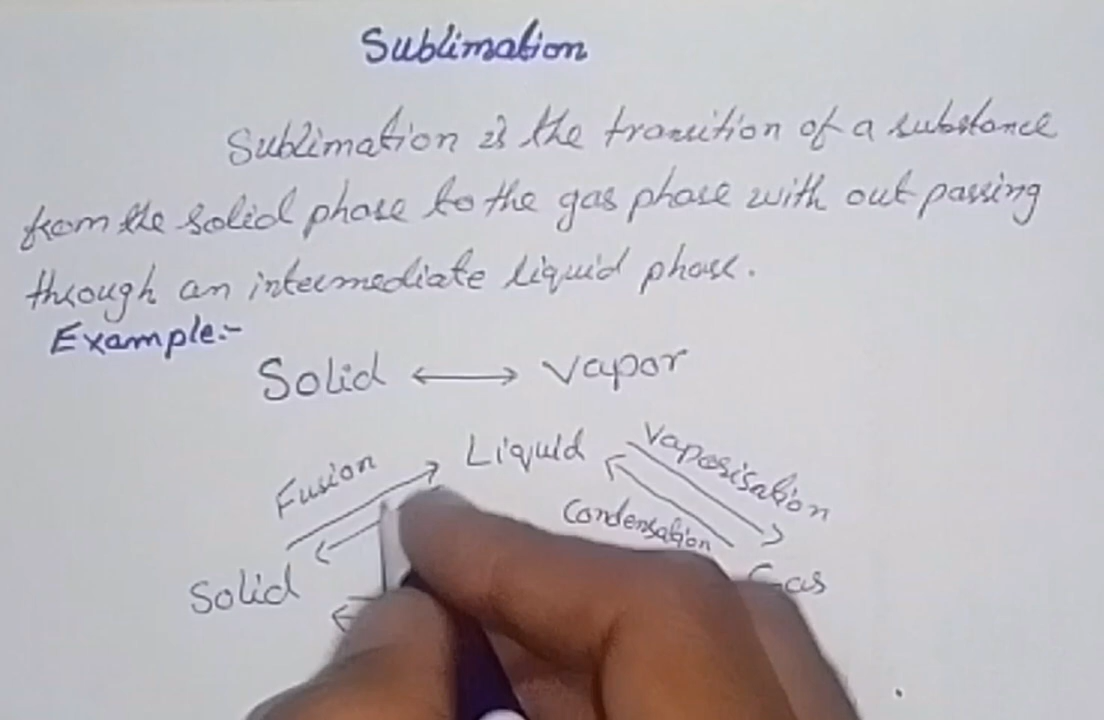 Sublimation
Sublimation is the transition of a substance
from the solid phase to the gas phase with out passing
through an intermediate liquid phase.
Example:-
Solid ⟷ Vapor
Liquid
Fusion
Vaporisation
Condensation
Solid
Gas